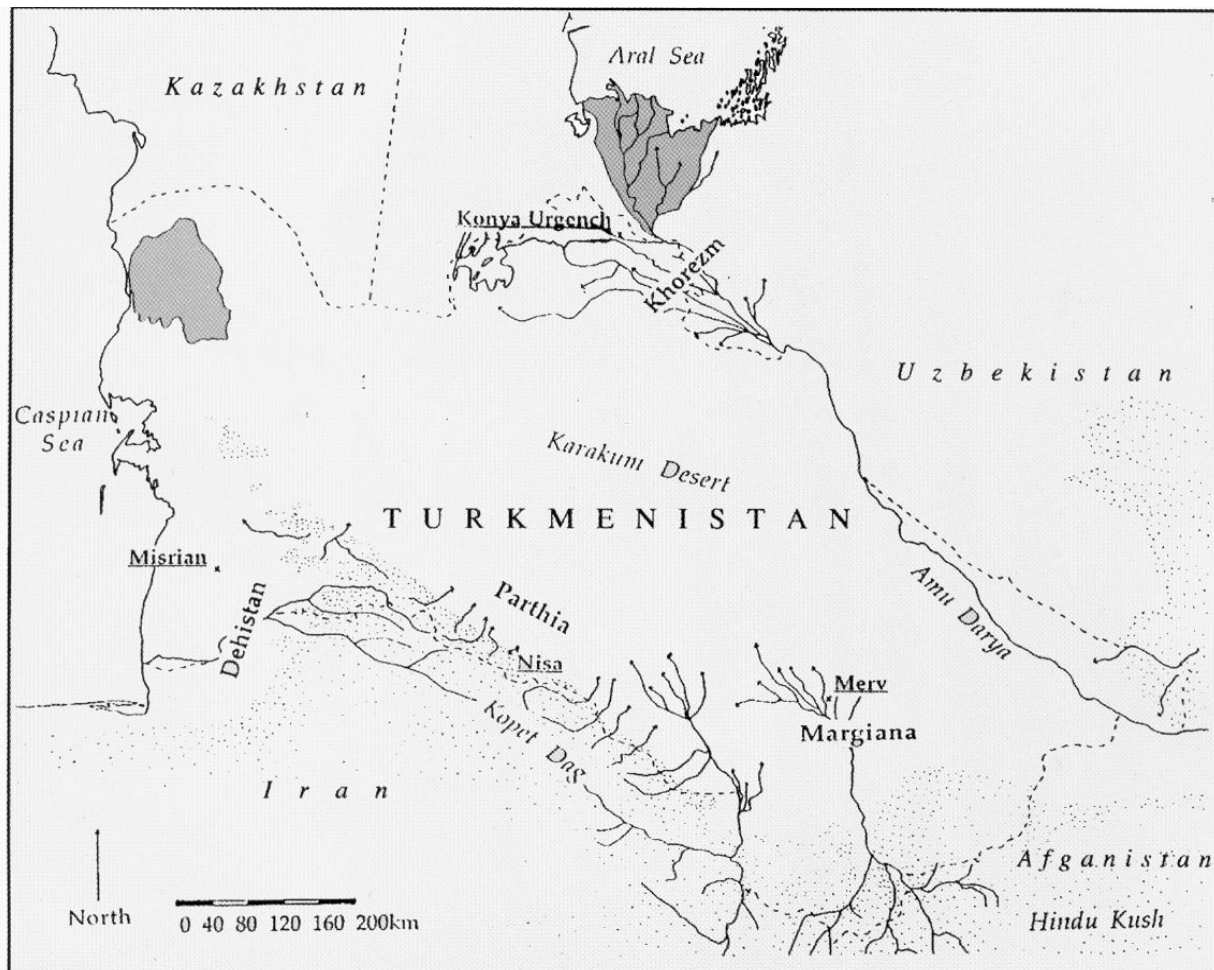 Aral Sea
Kazakhstan
Konya Urgench
Khorezm
Uzbekistan
Caspian
Sea
Karakum Desert
TURKMENISTAN
Misrian
Amu Darya
Parthia
Dehistan
Nisa
Merv
Kopet Dag
Margiana
Iran
Afganistan
North
0 40 80 120 160 200km
Hindu Kush